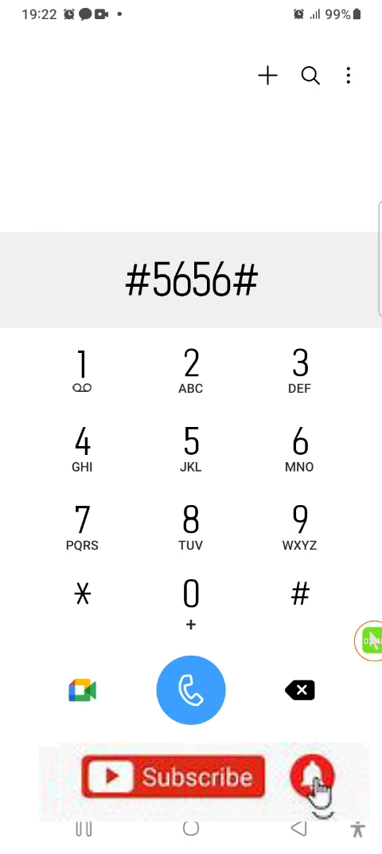 19:22 99%
#5656#
1 2 3
ABC DEF
4 5 6
GHI JKL MNO
7 8 9
PQRS TUV WXYZ
* 0 #
+
Subscribe